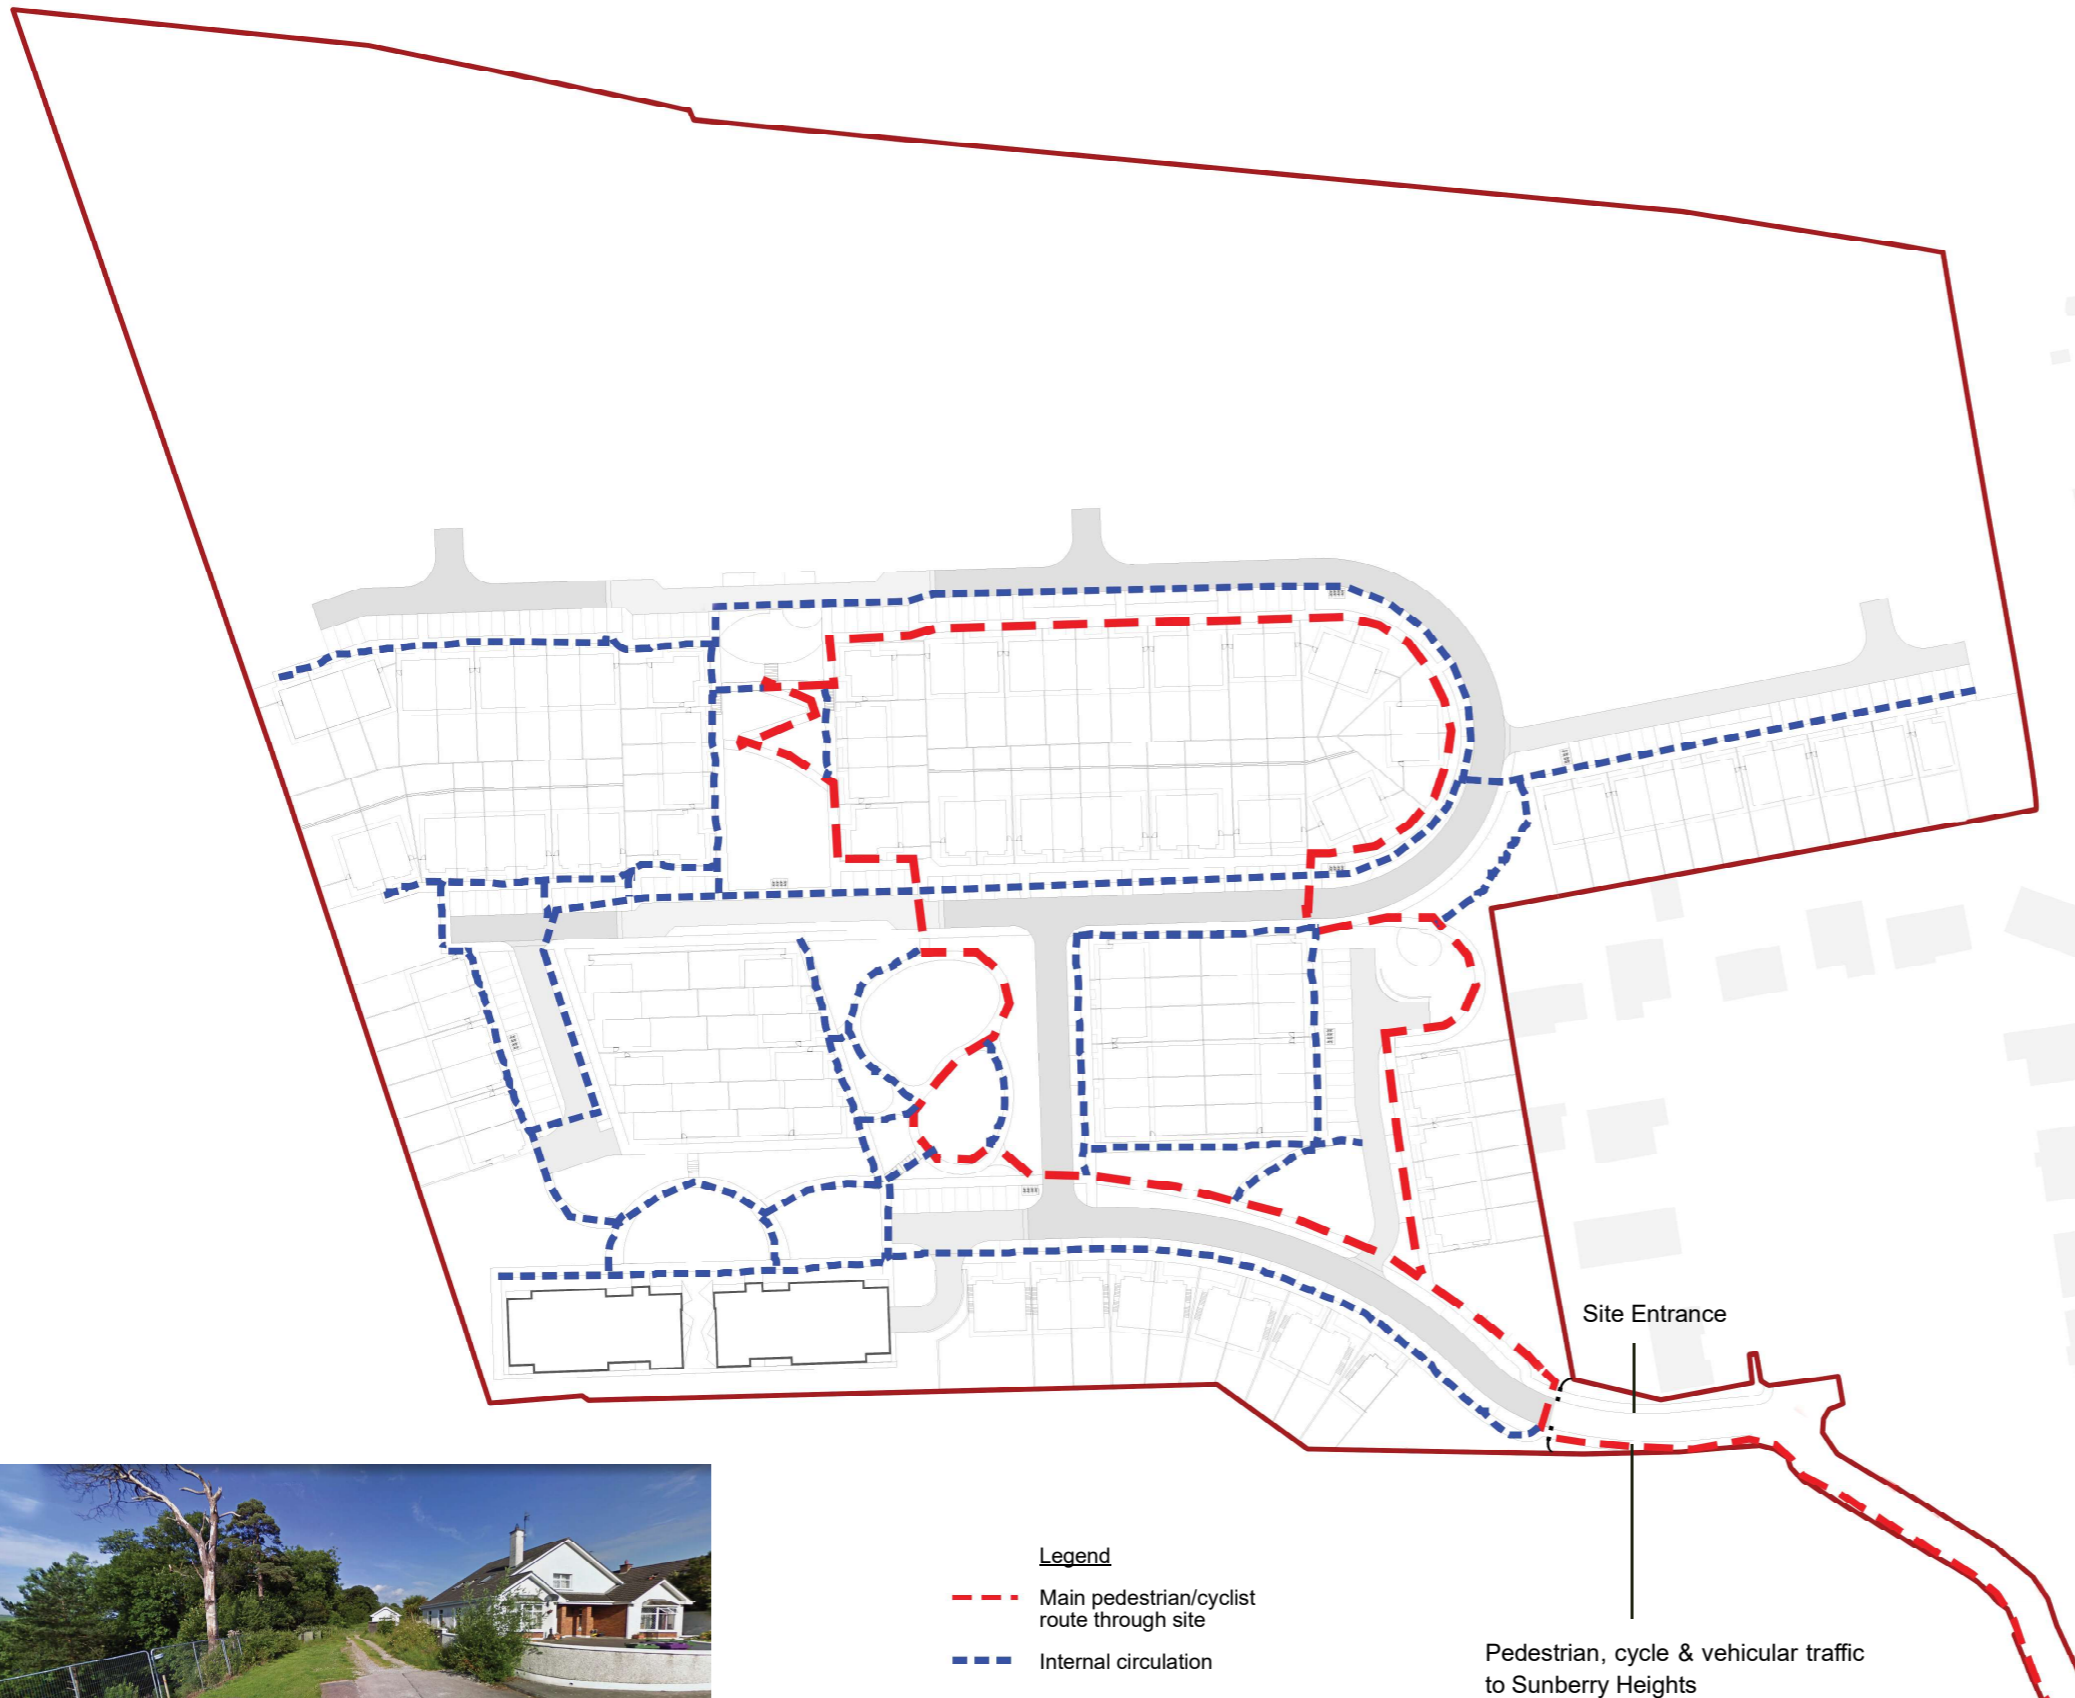 Site Entrance
Legend
Main pedestrian/cyclist
route through site
Internal circulation
Pedestrian, cycle & vehicular traffic
to Sunberry Heights